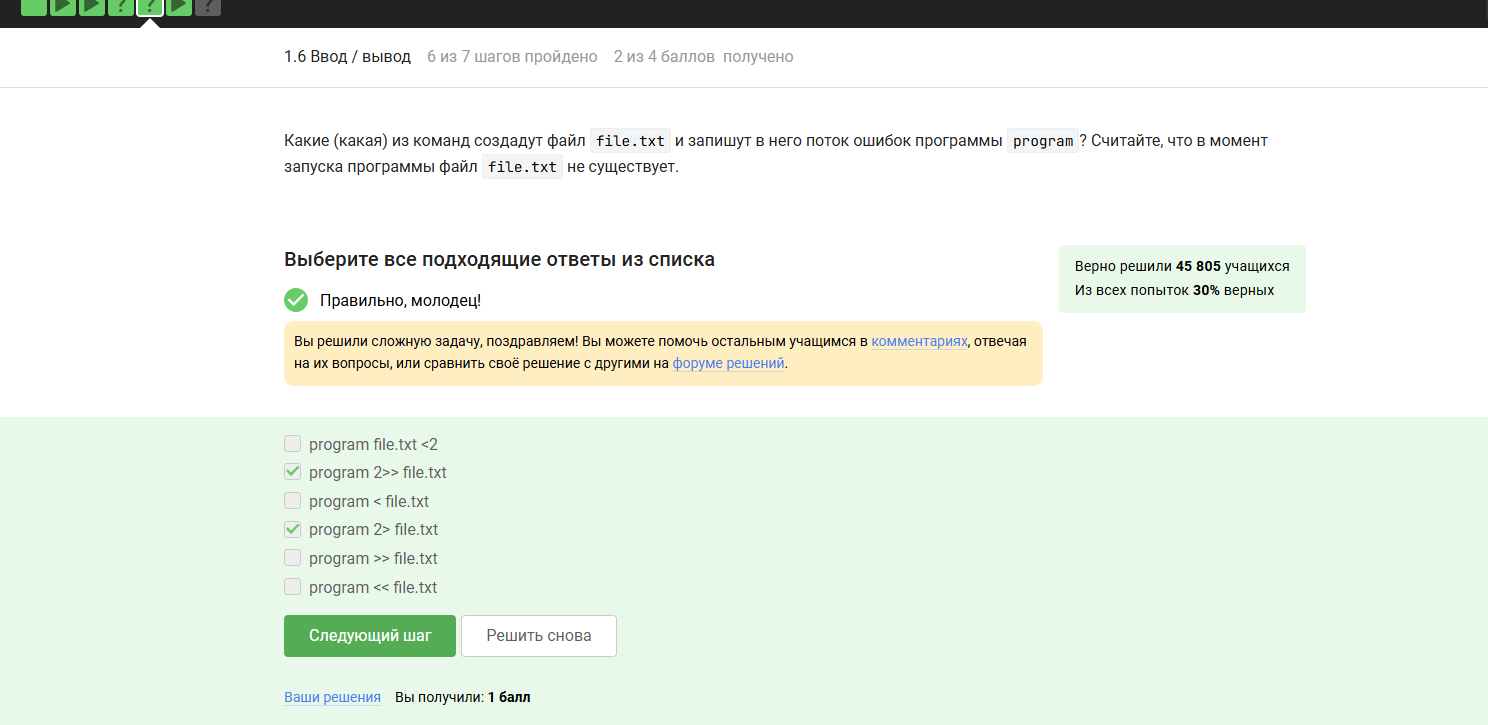 1.6 Ввод / вывод 6 из 7 шагов пройдено 2 из 4 баллов получено
Какие (какая) из команд создадут файл file.txt и запишут в него поток ошибок программы program? Считайте, что в момент
запуска программы файл file.txt не существует.
Выберите все подходящие ответы из списка
Верно решили 45 805 учащихся
Из всех попыток 30% верных
Правильно, молодец!
Вы решили сложную задачу, поздравляем! Вы можете помочь остальным учащимся в комментариях, отвечая
на их вопросы, или сравнить своё решение с другими на форуме решений.
program file.txt <2
program 2>> file.txt
program < file.txt
program 2> file.txt
program >> file.txt
program << file.txt
Следующий шаг Решить снова
Ваши решения Вы получили: 1 балл